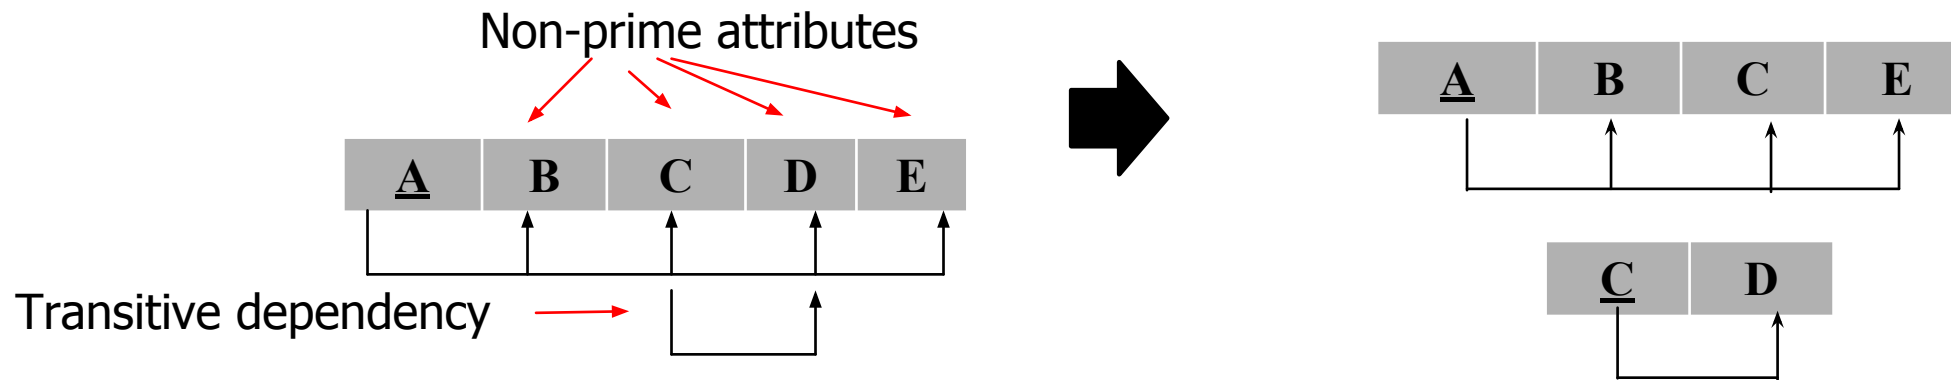 Non-prime attributes
A B C D E
Transitive dependency
A B C E
C D